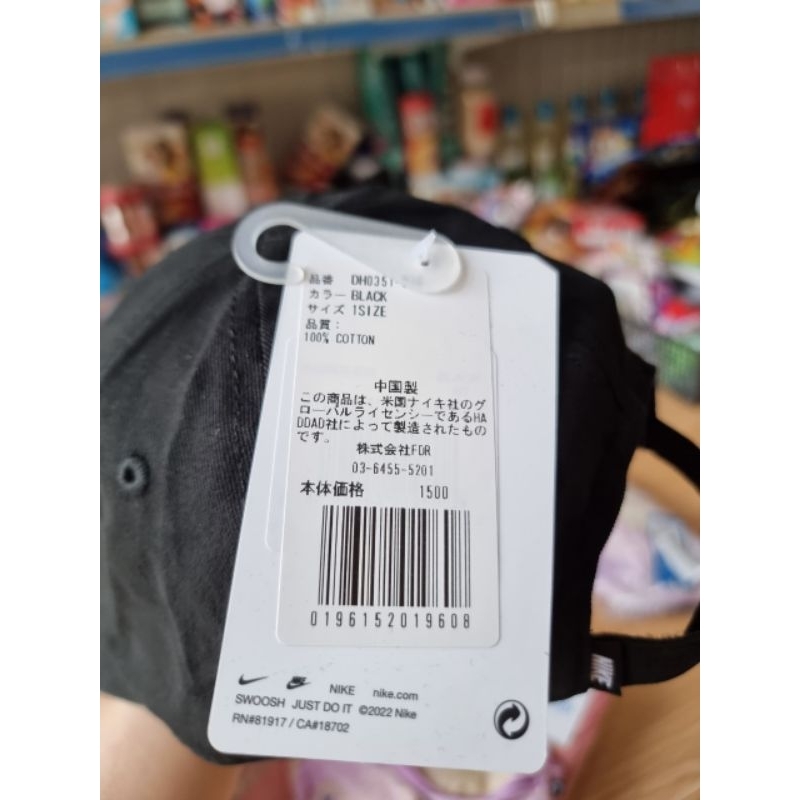 品番 DH0351
カラー BLACK
サイズ 1SIZE
品質：
100% COTTON
中国製
この商品は、米国ナイキ社のグ
ローバルライセンシーであるHA
DDAD社によって製造されたもの
です。
株式会社FDR
03-6455-5201
本体価格 1500
0196152019608
NIKE nike.com
SWOOSH JUST DO IT ©2022 Nike
RN#81917 / CA#18702
NIKE